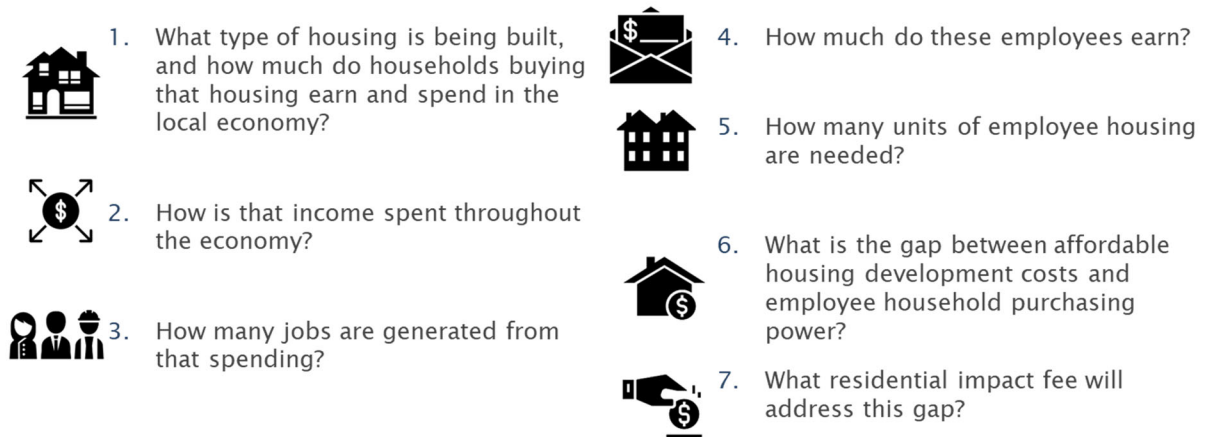 1. What type of housing is being built,
and how much do households buying
that housing earn and spend in the
local economy?
$
2. How is that income spent throughout
the economy?
3. How many jobs are generated from
that spending?
$
4. How much do these employees earn?
5. How many units of employee housing
are needed?
6. What is the gap between affordable
housing development costs and
employee household purchasing
power?
$
7. What residential impact fee will
address this gap?
$